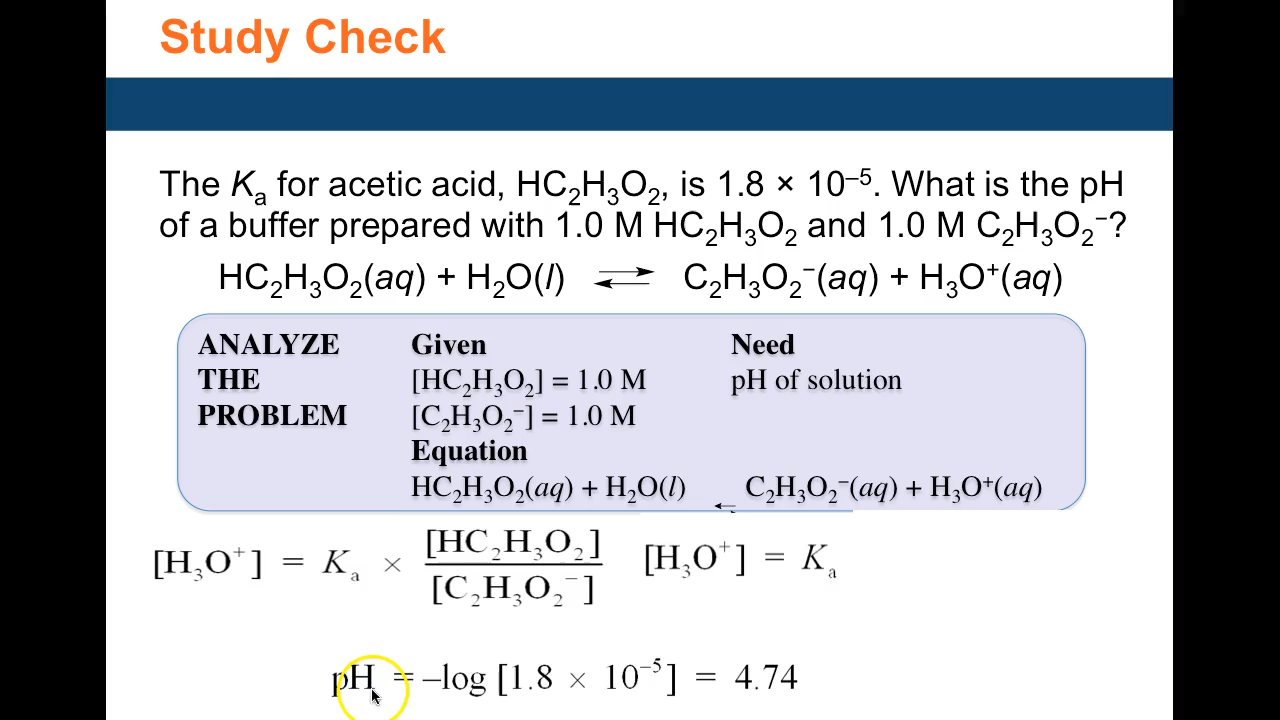 Study Check
The Kₐ for acetic acid, HC₂H₃O₂, is 1.8 × 10⁻⁵. What is the pH
of a buffer prepared with 1.0 M HC₂H₃O₂ and 1.0 M C₂H₃O₂⁻?
HC₂H₃O₂(aq) + H₂O(l) ⇌ C₂H₃O₂⁻(aq) + H₃O⁺(aq)
ANALYZE Given Need
THE [HC₂H₃O₂] = 1.0 M pH of solution
PROBLEM [C₂H₃O₂⁻] = 1.0 M
Equation
HC₂H₃O₂(aq) + H₂O(l) ← C₂H₃O₂⁻(aq) + H₃O⁺(aq)
[H₃O⁺] = Kₐ × [HC₂H₃O₂] / [C₂H₃O₂⁻] [H₃O⁺] = Kₐ
pH = –log [1.8 × 10⁻⁵] = 4.74